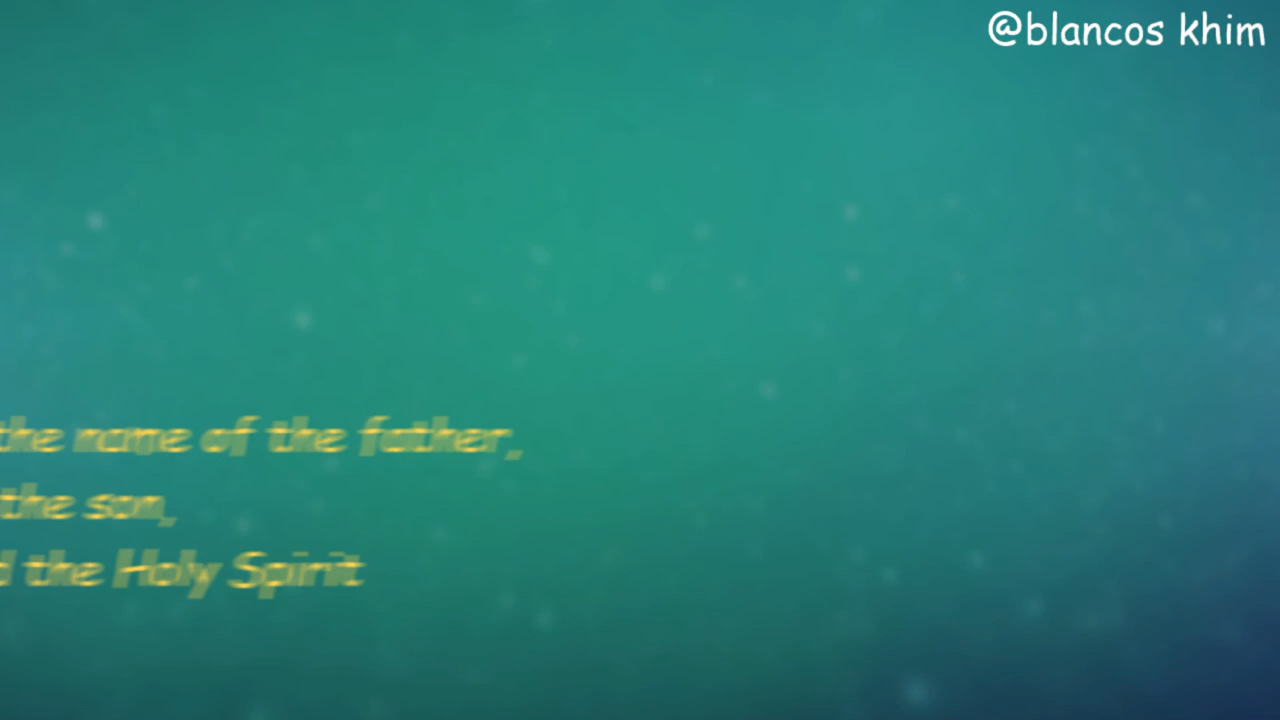 @blancos khim
the name of the father,
the son,
the Holy Spirit